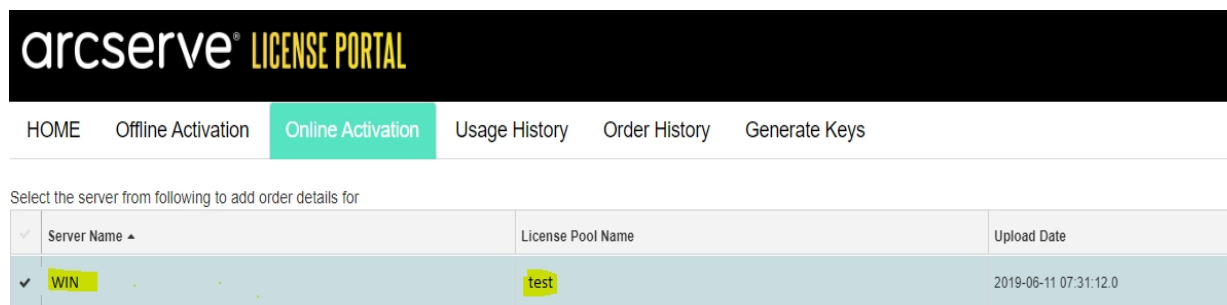 arcserve® LICENSE PORTAL
HOME Offline Activation Online Activation Usage History Order History Generate Keys
Select the server from following to add order details for
Server Name License Pool Name Upload Date
WIN test 2019-06-11 07:31:12.0